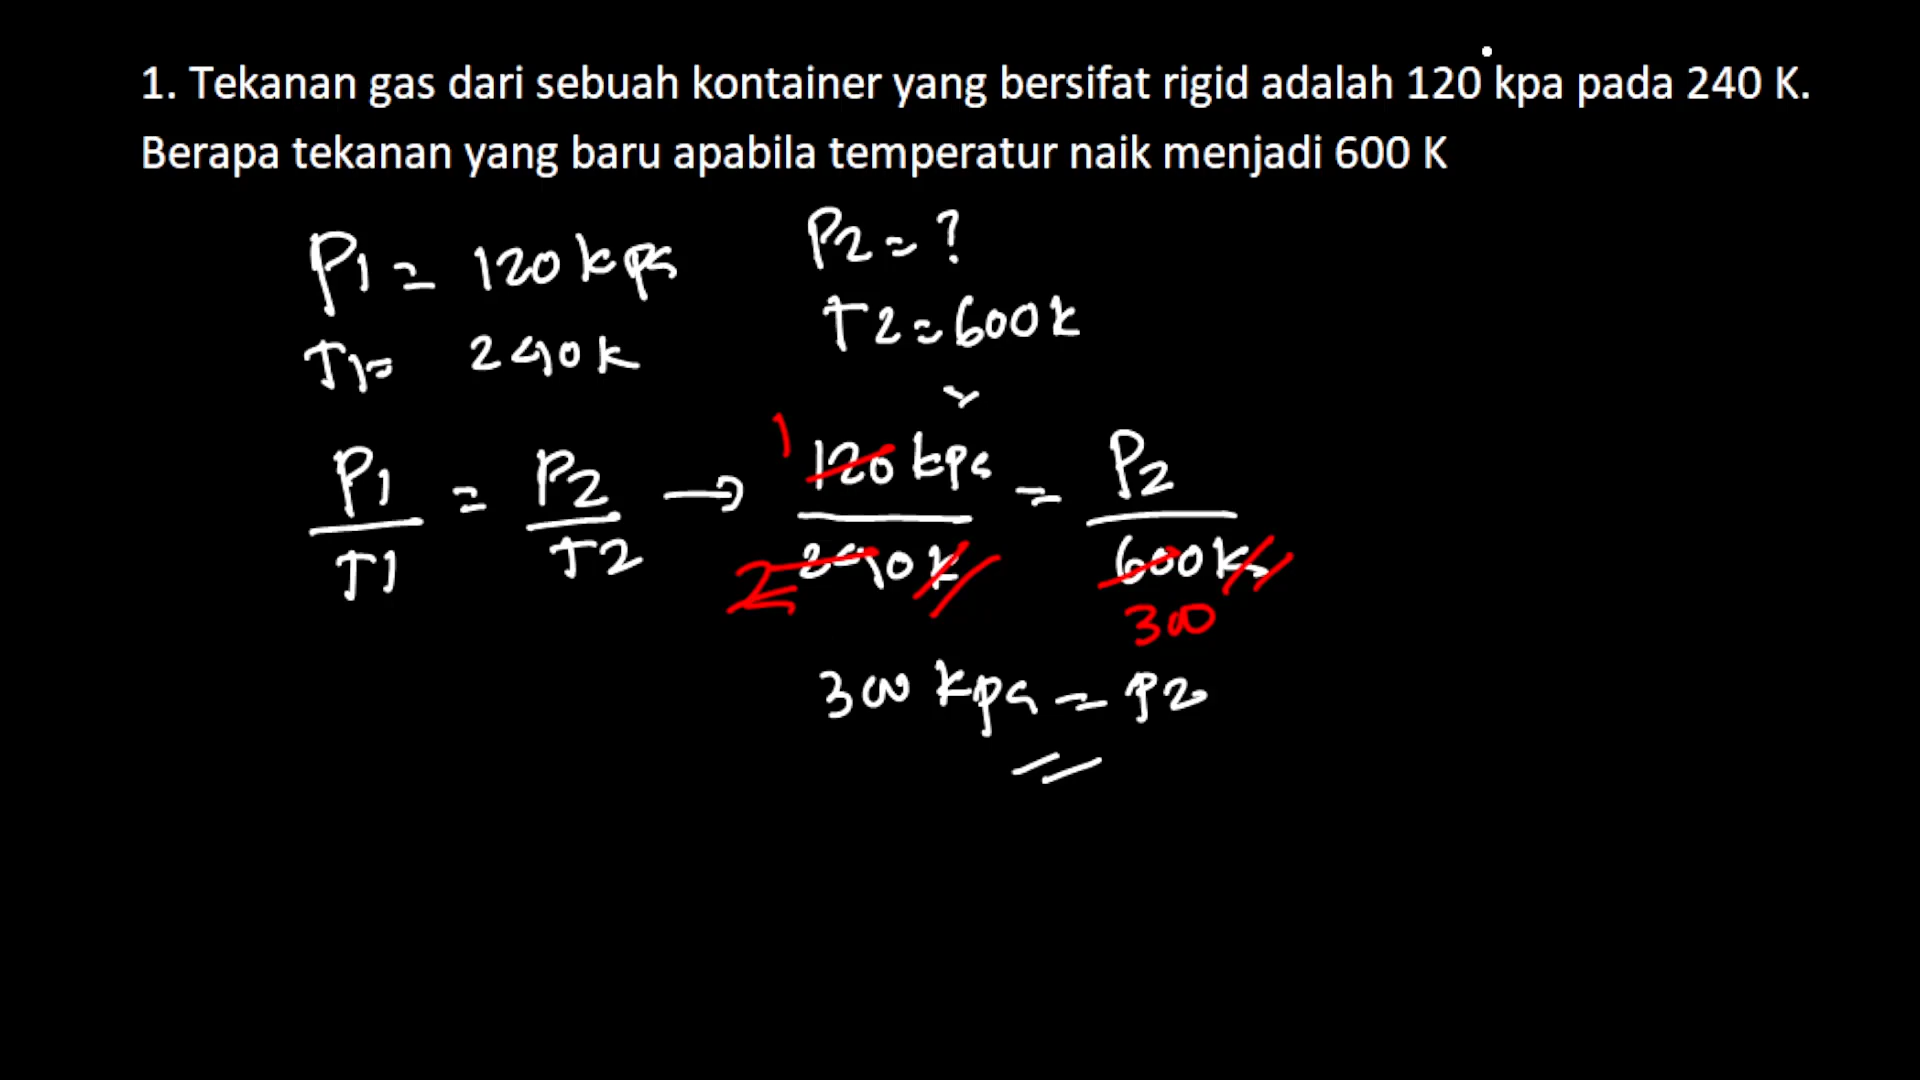 1. Tekanan gas dari sebuah kontainer yang bersifat rigid adalah 120 kpa pada 240 K.
Berapa tekanan yang baru apabila temperatur naik menjadi 600 K
P1 = 120 kpa P2 = ?
T1 = 240 k T2 = 600 k
P1/T1 = P2/T2 → 120 kpa/240 k = P2/600 k
1
2
300
300 kpa = P2